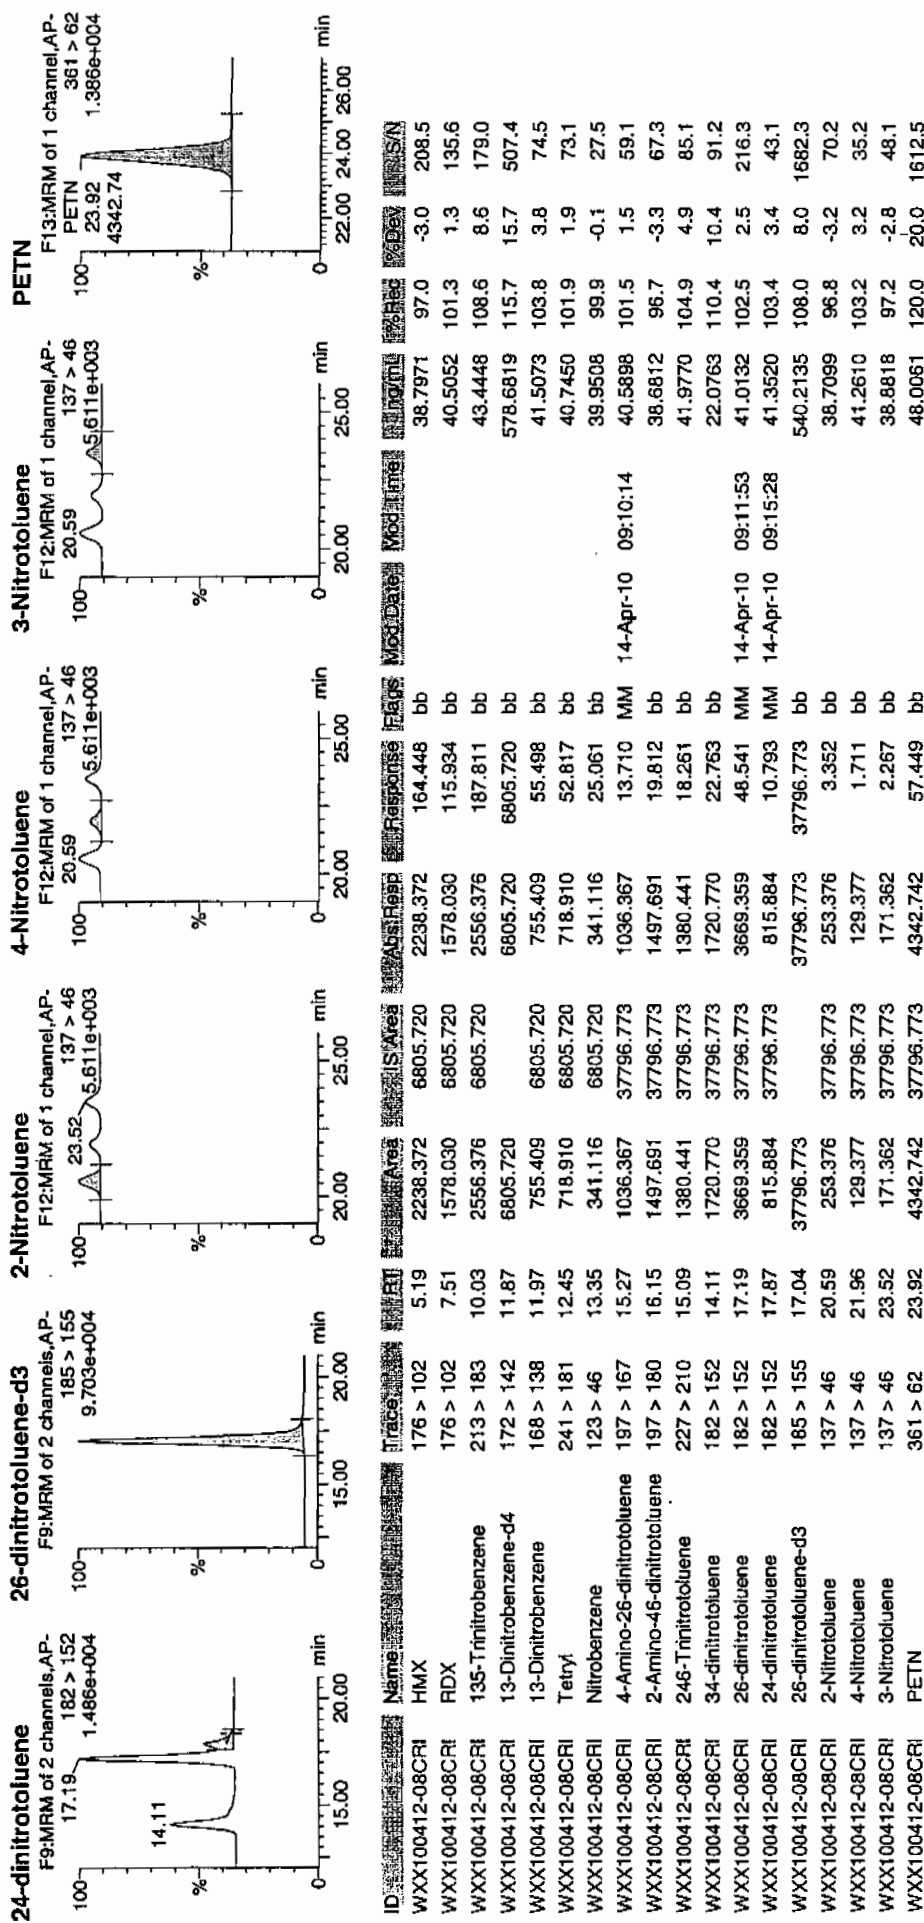 24-dinitrotoluene
F9:MRM of 2 channels,AP-
182 > 152
17.19
1.486e+004
100
14.11
%
0
15.00
20.00
min
26-dinitrotoluene-d3
F9:MRM of 2 channels,AP-
185 > 155
9.703e+004
100
%
0
15.00
20.00
min
2-Nitrotoluene
F12:MRM of 1 channel,AP-
137 > 46
23.52
5.611e+003
100
%
0
20.00
25.00
min
4-Nitrotoluene
F12:MRM of 1 channel,AP-
137 > 46
20.59
5.611e+003
100
%
0
20.00
25.00
min
3-Nitrotoluene
F12:MRM of 1 channel,AP-
137 > 46
20.59
5.611e+003
100
%
0
20.00
25.00
min
PETN
F13:MRM of 1 channel,AP-
361 > 62
PETN
1.386e+004
23.92
4342.74
100
%
0
22.00
24.00
26.00
min
ID Name Trace RT Area IS Area Abs.Resp Response Flags Mod.Date Mod.Time ng/mL %Rec %Dev S/N
WXX100412-08CRI HMX 176 > 102 5.19 2238.372 6805.720 2238.372 164.448 bb 38.7971 97.0 -3.0 208.5
WXX100412-08CRI RDX 176 > 102 7.51 1578.030 6805.720 1578.030 115.934 bb 40.5052 101.3 1.3 135.6
WXX100412-08CRI 135-Trinitrobenzene 213 > 183 10.03 2556.376 6805.720 2556.376 187.811 bb 43.4448 108.6 8.6 179.0
WXX100412-08CRI 13-Dinitrobenzene-d4 172 > 142 11.87 6805.720 6805.720 6805.720 bb 578.6819 115.7 15.7 507.4
WXX100412-08CRI 13-Dinitrobenzene 168 > 138 11.97 755.409 6805.720 755.409 55.498 bb 41.5073 103.8 3.8 74.5
WXX100412-08CRI Tetryl 241 > 181 12.45 718.910 6805.720 718.910 52.817 bb 40.7450 101.9 1.9 73.1
WXX100412-08CRI Nitrobenzene 123 > 46 13.35 341.116 6805.720 341.116 25.061 bb 39.9508 99.9 -0.1 27.5
WXX100412-08CRI 4-Amino-26-dinitrotoluene 197 > 167 15.27 1036.367 37796.773 1036.367 13.710 MM 14-Apr-10 09:10:14 40.5898 101.5 1.5 59.1
WXX100412-08CRI 2-Amino-46-dinitrotoluene 197 > 180 16.15 1497.691 37796.773 1497.691 19.812 bb 38.6812 96.7 -3.3 67.3
WXX100412-08CRI 246-Trinitrotoluene 227 > 210 15.09 1380.441 37796.773 1380.441 18.261 bb 41.9770 104.9 4.9 85.1
WXX100412-08CRI 34-dinitrotoluene 182 > 152 14.11 1720.770 37796.773 1720.770 22.763 bb 22.0763 110.4 10.4 91.2
WXX100412-08CRI 26-dinitrotoluene 182 > 152 17.19 3669.359 37796.773 3669.359 48.541 MM 14-Apr-10 09:11:53 41.0132 102.5 2.5 216.3
WXX100412-08CRI 24-dinitrotoluene 182 > 152 17.87 815.884 37796.773 815.884 10.793 MM 14-Apr-10 09:15:28 41.3520 103.4 3.4 43.1
WXX100412-08CRI 26-dinitrotoluene-d3 185 > 155 17.04 37796.773 37796.773 37796.773 bb 540.2135 108.0 8.0 1682.3
WXX100412-08CRI 2-Nitrotoluene 137 > 46 20.59 253.376 37796.773 253.376 3.352 bb 38.7099 96.8 -3.2 70.2
WXX100412-08CRI 4-Nitrotoluene 137 > 46 21.96 129.377 37796.773 129.377 1.711 bb 41.2610 103.2 3.2 35.2
WXX100412-08CRI 3-Nitrotoluene 137 > 46 23.52 171.362 37796.773 171.362 2.267 bb 38.8818 97.2 -2.8 48.1
WXX100412-08CRI PETN 361 > 62 23.92 4342.742 37796.773 4342.742 57.449 bb 48.0061 120.0 20.0 1612.5